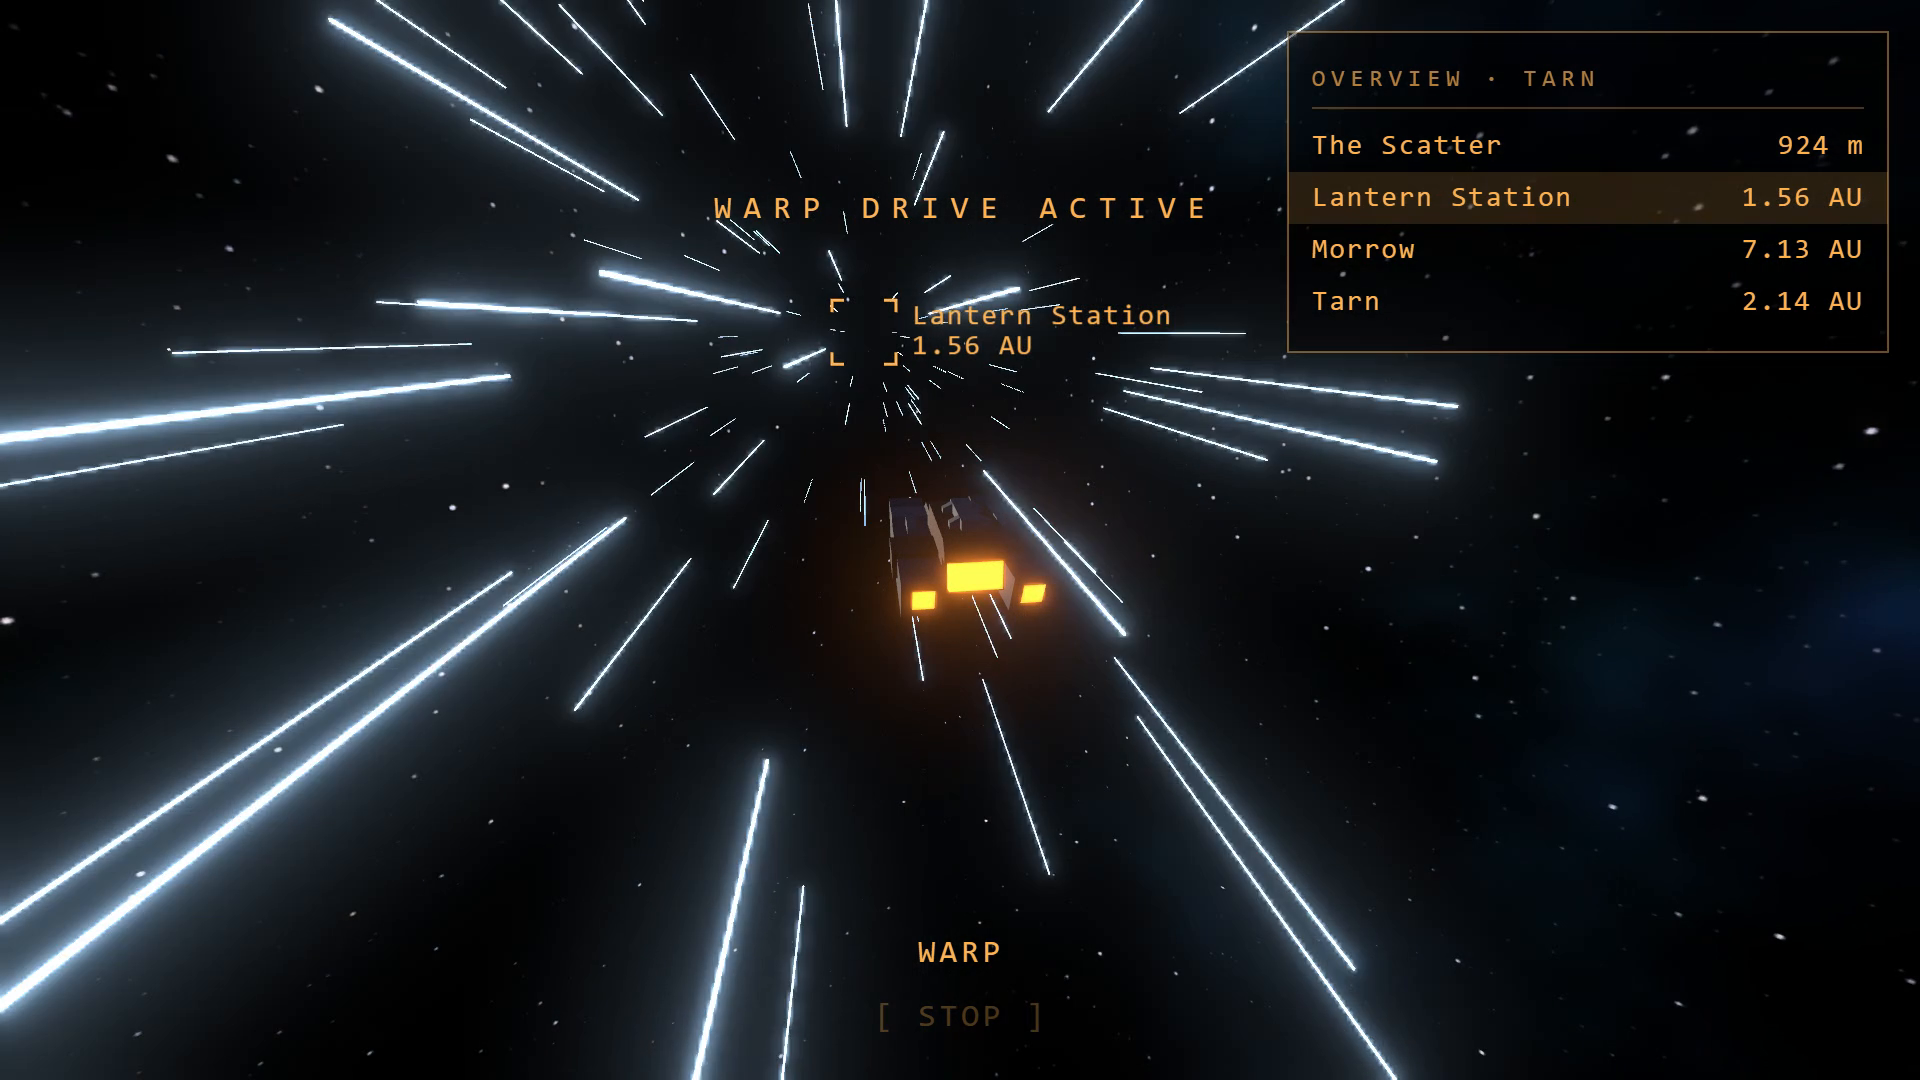 OVERVIEW · TARN
The Scatter 924 m
Lantern Station 1.56 AU
Morrow 7.13 AU
Tarn 2.14 AU
WARP DRIVE ACTIVE
Lantern Station
1.56 AU
WARP
[ STOP ]